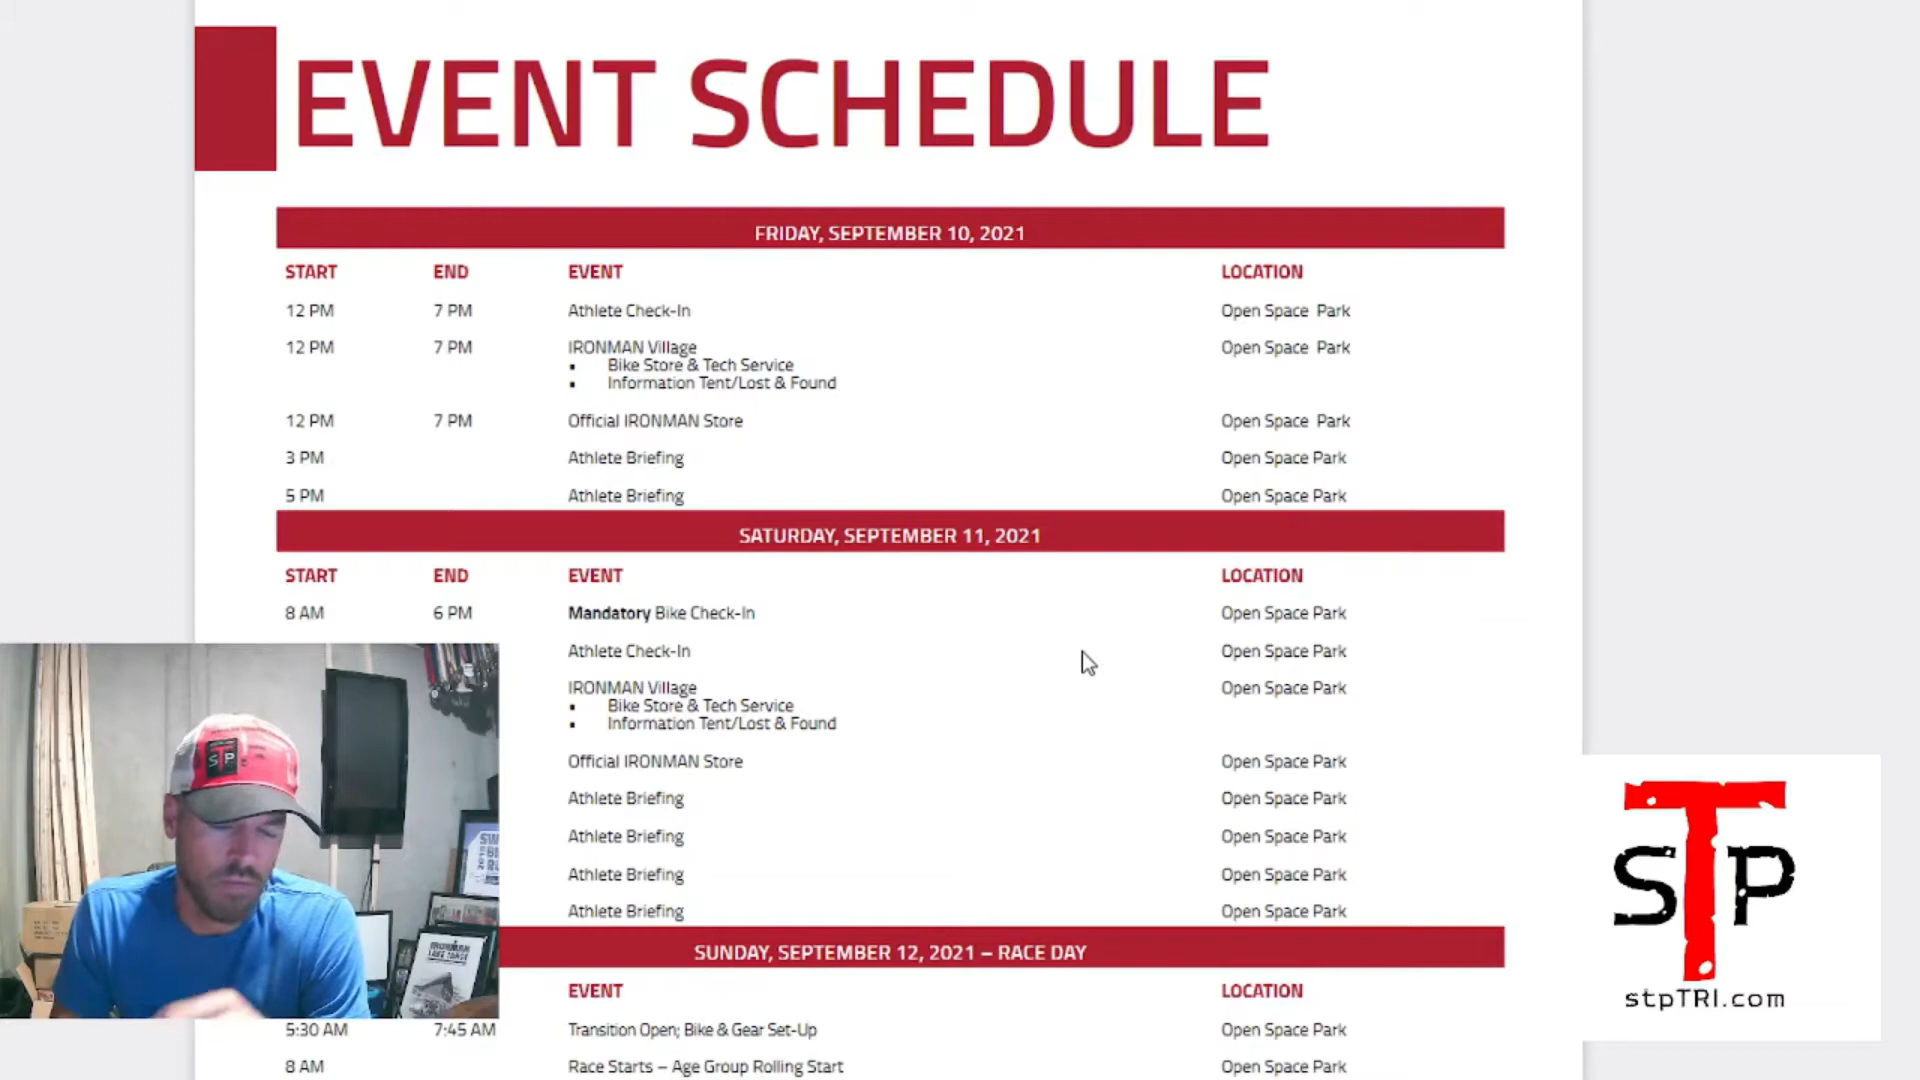 EVENT SCHEDULE
FRIDAY, SEPTEMBER 10, 2021
START END EVENT LOCATION
12 PM 7 PM Athlete Check-In Open Space Park
12 PM 7 PM IRONMAN Village Open Space Park
▪ Bike Store & Tech Service
▪ Information Tent/Lost & Found
12 PM 7 PM Official IRONMAN Store Open Space Park
3 PM Athlete Briefing Open Space Park
5 PM Athlete Briefing Open Space Park
SATURDAY, SEPTEMBER 11, 2021
START END EVENT LOCATION
8 AM 6 PM Mandatory Bike Check-In Open Space Park
Athlete Check-In Open Space Park
IRONMAN Village Open Space Park
▪ Bike Store & Tech Service
▪ Information Tent/Lost & Found
Official IRONMAN Store Open Space Park
Athlete Briefing Open Space Park
Athlete Briefing Open Space Park
Athlete Briefing Open Space Park
Athlete Briefing Open Space Park
SUNDAY, SEPTEMBER 12, 2021 – RACE DAY
EVENT LOCATION
5:30 AM 7:45 AM Transition Open; Bike & Gear Set-Up Open Space Park
8 AM Race Starts – Age Group Rolling Start Open Space Park
STP
IRONMAN
LAKE TAHOE
STP
stpTRI.com